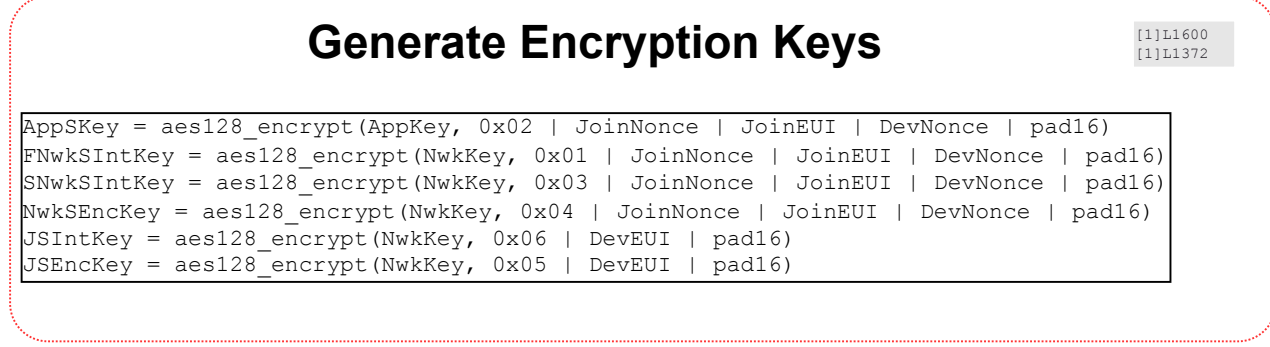 Generate Encryption Keys
[1]L1600
[1]L1372
AppSKey = aes128_encrypt(AppKey, 0x02 | JoinNonce | JoinEUI | DevNonce | pad16)
FNwkSIntKey = aes128_encrypt(NwkKey, 0x01 | JoinNonce | JoinEUI | DevNonce | pad16)
SNwkSIntKey = aes128_encrypt(NwkKey, 0x03 | JoinNonce | JoinEUI | DevNonce | pad16)
NwkSEncKey = aes128_encrypt(NwkKey, 0x04 | JoinNonce | JoinEUI | DevNonce | pad16)
JSIntKey = aes128_encrypt(NwkKey, 0x06 | DevEUI | pad16)
JSEncKey = aes128_encrypt(NwkKey, 0x05 | DevEUI | pad16)